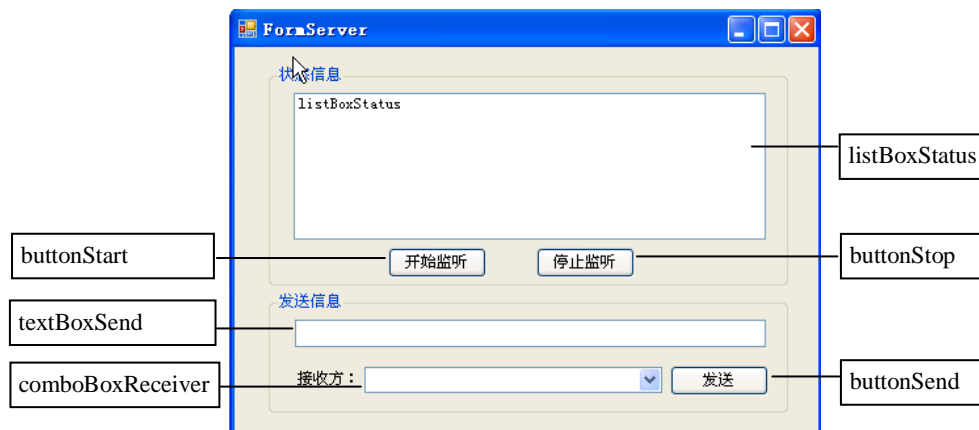 FormServer
状态信息
listBoxStatus
listBoxStatus
buttonStart
开始监听
停止监听
buttonStop
发送信息
textBoxSend
comboBoxReceiver
接收方：
发送
buttonSend